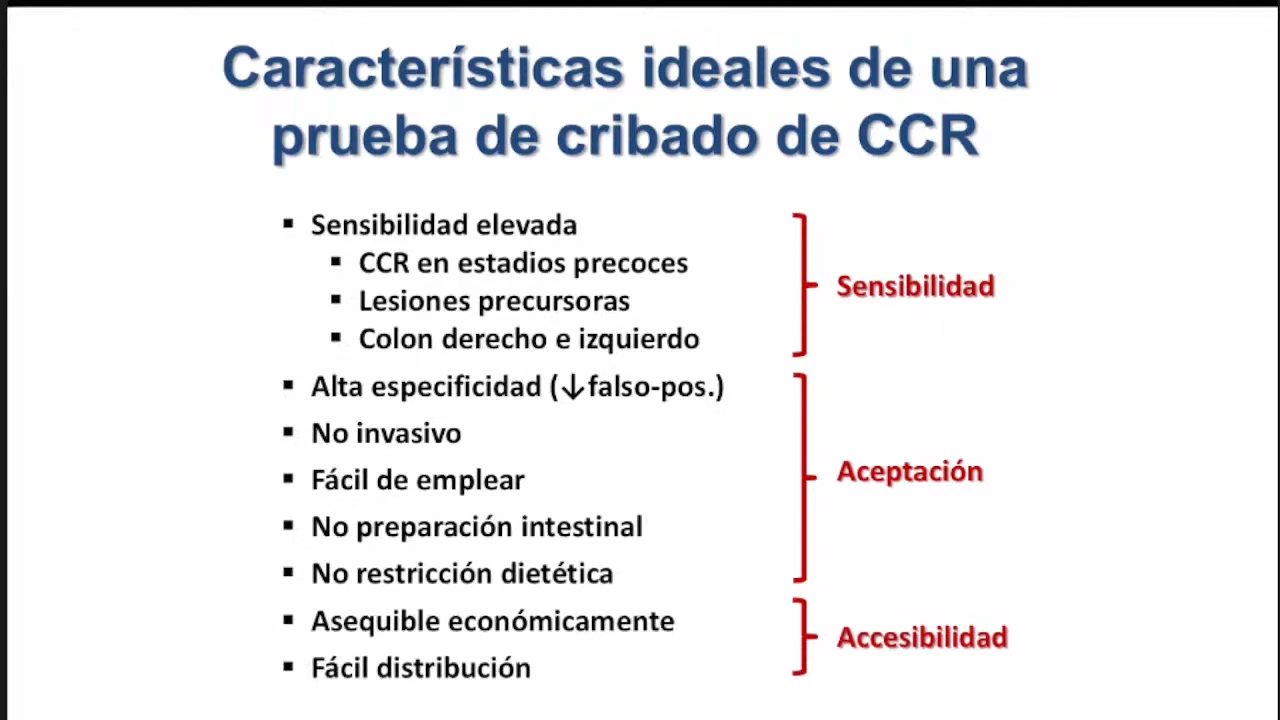 Características ideales de una
prueba de cribado de CCR
▪ Sensibilidad elevada
▪ CCR en estadios precoces
▪ Lesiones precursoras
▪ Colon derecho e izquierdo
Sensibilidad
▪ Alta especificidad (↓falso-pos.)
▪ No invasivo
▪ Fácil de emplear
▪ No preparación intestinal
▪ No restricción dietética
Aceptación
▪ Asequible económicamente
▪ Fácil distribución
Accesibilidad